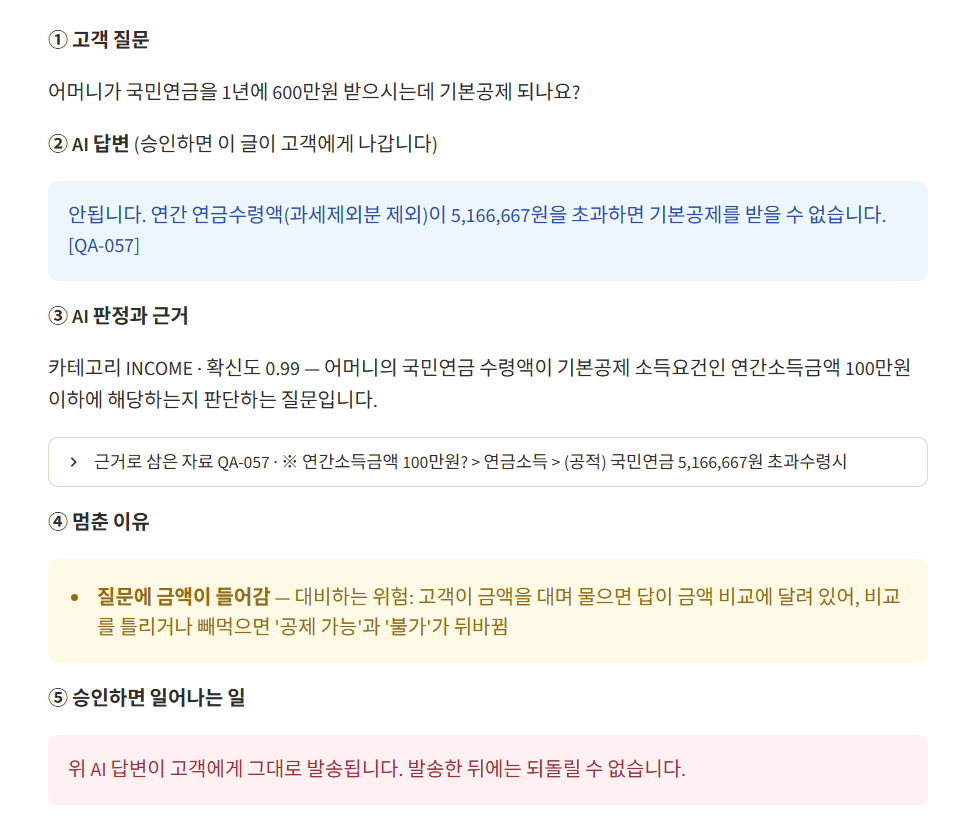 ① 고객 질문
어머니가 국민연금을 1년에 600만원 받으시는데 기본공제 되나요?
② AI 답변 (승인하면 이 글이 고객에게 나갑니다)
안됩니다. 연간 연금수령액(과세제외분 제외)이 5,166,667원을 초과하면 기본공제를 받을 수 없습니다.
[QA-057]
③ AI 판정과 근거
카테고리 INCOME · 확신도 0.99 — 어머니의 국민연금 수령액이 기본공제 소득요건인 연간소득금액 100만원
이하에 해당하는지 판단하는 질문입니다.
> 근거로 삼은 자료 QA-057 · ※ 연간소득금액 100만원? > 연금소득 > (공적) 국민연금 5,166,667원 초과수령시
④ 멈춘 이유
• 질문에 금액이 들어감 — 대비하는 위험: 고객이 금액을 대며 물으면 답이 금액 비교에 달려 있어, 비교
를 틀리거나 빼먹으면 '공제 가능'과 '불가'가 뒤바뀜
⑤ 승인하면 일어나는 일
위 AI 답변이 고객에게 그대로 발송됩니다. 발송한 뒤에는 되돌릴 수 없습니다.